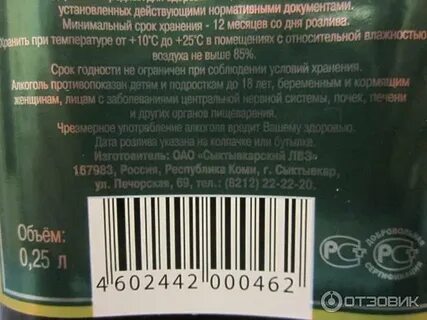 установленных действующими нормативными документами.
Минимальный срок хранения - 12 месяцев со дня розлива.
Хранить при температуре от +10°С до +25°С в помещениях с относительной влажностью
воздуха не выше 85%.
Срок годности не ограничен при соблюдении условий хранения.
Алкоголь противопоказан детям и подросткам до 18 лет, беременным и кормящим
женщинам, лицам с заболеваниями центральной нервной системы, почек, печени
и других органов пищеварения.
Чрезмерное употребление алкоголя вредит Вашему здоровью.
Дата розлива указана на колпачке или бутылке.
Изготовитель: ОАО «Сыктывкарский ЛВЗ»
167983, Россия, Республика Коми, г. Сыктывкар,
ул. Печорская, 69, тел.: (8212) 22-22-20.
Объём:
0,25 л
4 602442 000462
РСТ
ДОБРОВОЛЬНАЯ
РСТ
СЕРТИФИКАЦИЯ
ОТЗОВИК